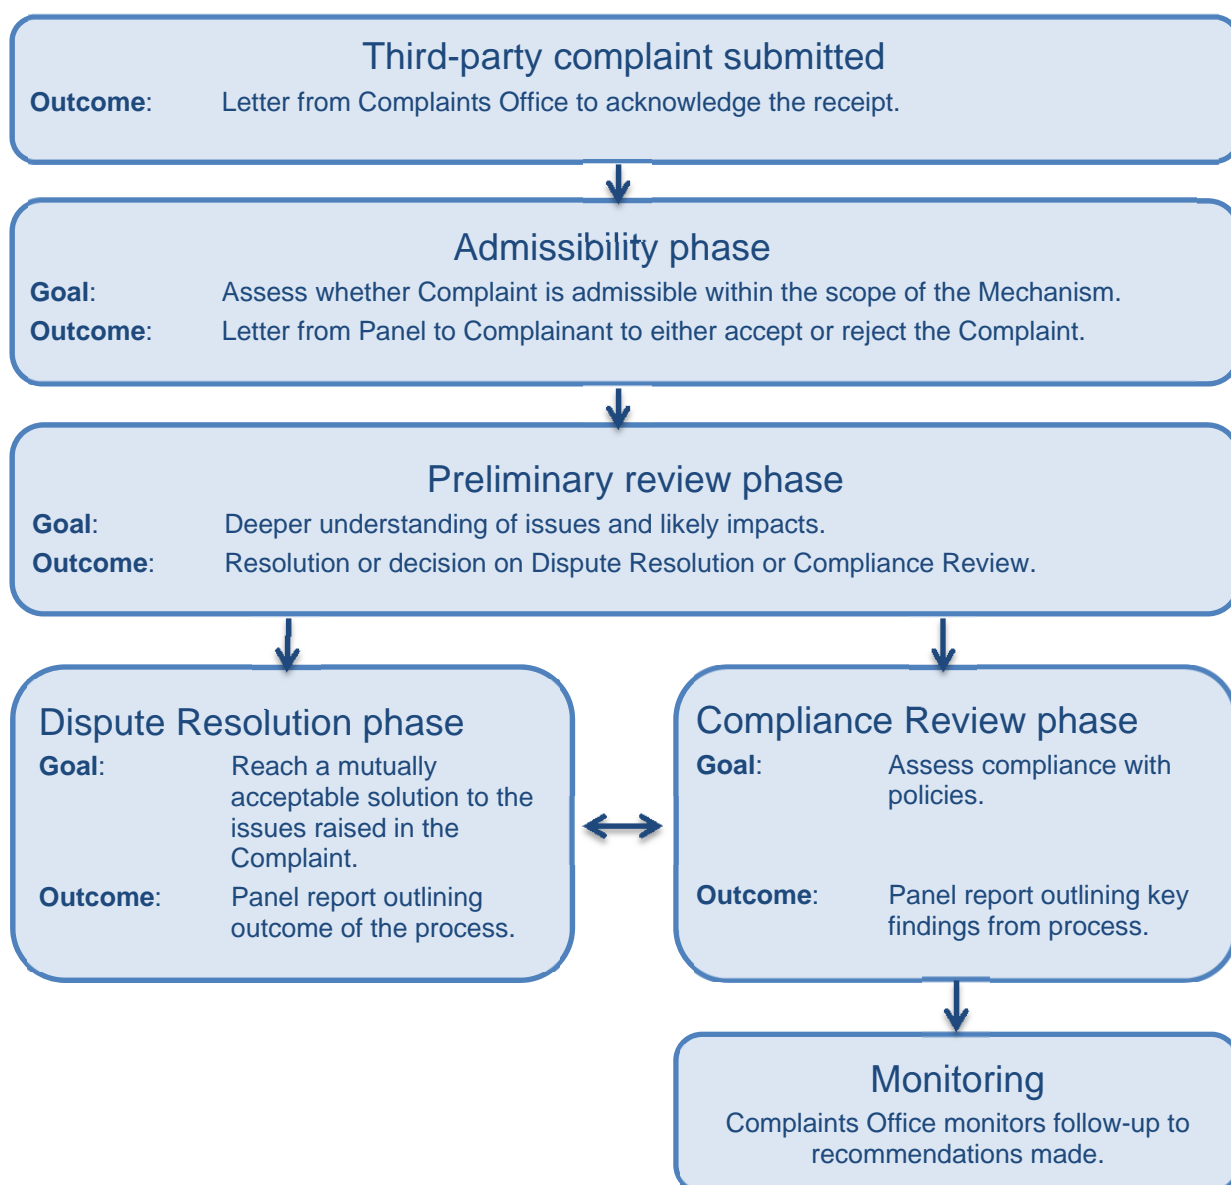 Third-party complaint submitted
Outcome: Letter from Complaints Office to acknowledge the receipt.
Admissibility phase
Goal: Assess whether Complaint is admissible within the scope of the Mechanism.
Outcome: Letter from Panel to Complainant to either accept or reject the Complaint.
Preliminary review phase
Goal: Deeper understanding of issues and likely impacts.
Outcome: Resolution or decision on Dispute Resolution or Compliance Review.
Dispute Resolution phase
Goal: Reach a mutually
acceptable solution to the
issues raised in the
Complaint.
Outcome: Panel report outlining
outcome of the process.
Compliance Review phase
Goal: Assess compliance with
policies.
Outcome: Panel report outlining key
findings from process.
Monitoring
Complaints Office monitors follow-up to
recommendations made.